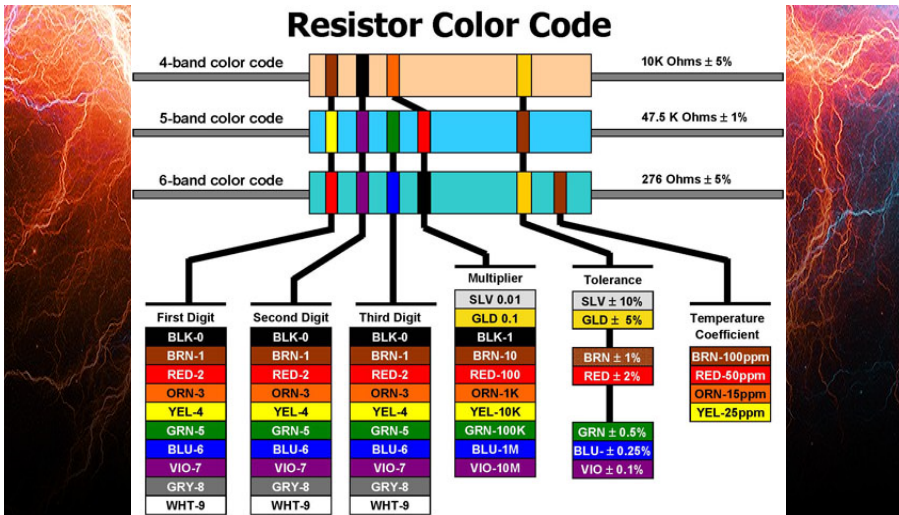 Resistor Color Code
4-band color code
10K Ohms ± 5%
5-band color code
47.5 K Ohms ± 1%
6-band color code
276 Ohms ± 5%
First Digit
BLK-0
BRN-1
RED-2
ORN-3
YEL-4
GRN-5
BLU-6
VIO-7
GRY-8
WHT-9
Second Digit
BLK-0
BRN-1
RED-2
ORN-3
YEL-4
GRN-5
BLU-6
VIO-7
GRY-8
WHT-9
Third Digit
BLK-0
BRN-1
RED-2
ORN-3
YEL-4
GRN-5
BLU-6
VIO-7
GRY-8
WHT-9
Multiplier
SLV 0.01
GLD 0.1
BLK-1
BRN-10
RED-100
ORN-1K
YEL-10K
GRN-100K
BLU-1M
VIO-10M
Tolerance
SLV ± 10%
GLD ± 5%
BRN ± 1%
RED ± 2%
GRN ± 0.5%
BLU- ± 0.25%
VIO ± 0.1%
Temperature
Coefficient
BRN-100ppm
RED-50ppm
ORN-15ppm
YEL-25ppm